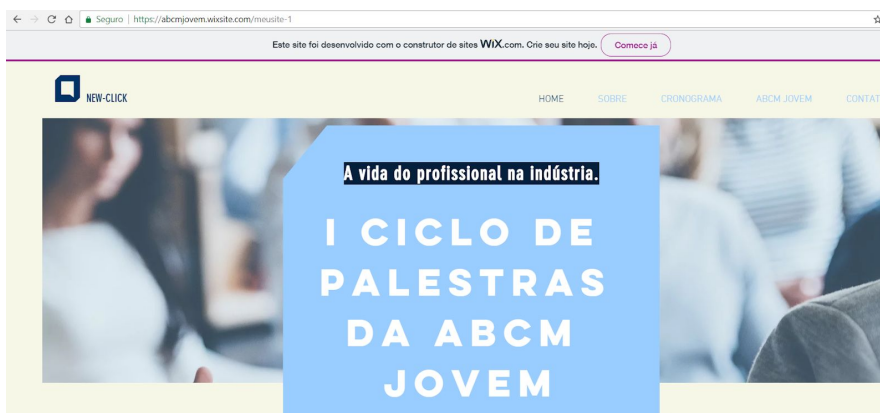 Seguro | https://abcmjovem.wixsite.com/meusite-1
Este site foi desenvolvido com o construtor de sites WiX.com. Crie seu site hoje. Comece já
NEW-CLICK
HOME SOBRE CRONOGRAMA ABCM JOVEM CONTAT
A vida do profissional na indústria.
I CICLO DE
PALESTRAS
DA ABCM
JOVEM